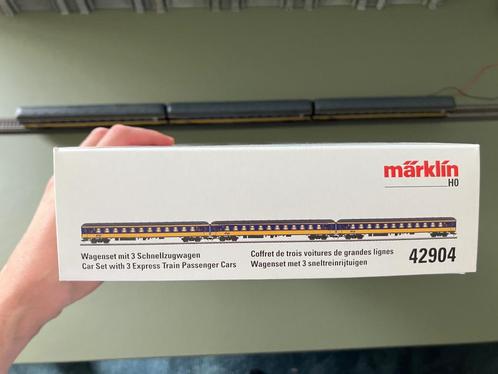 märklin
H0
Wagenset mit 3 Schnellzugwagen
Car Set with 3 Express Train Passenger Cars
Coffret de trois voitures de grandes lignes
Wagenset met 3 sneltreinrijtuigen
42904